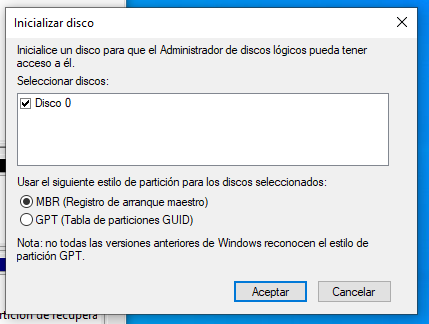 Inicializar disco
Inicialice un disco para que el Administrador de discos lógicos pueda tener
acceso a él.
Seleccionar discos:
Disco 0
Usar el siguiente estilo de partición para los discos seleccionados:
MBR (Registro de arranque maestro)
GPT (Tabla de particiones GUID)
Nota: no todas las versiones anteriores de Windows reconocen el estilo de
partición GPT.
Aceptar
Cancelar
rtición de recupera